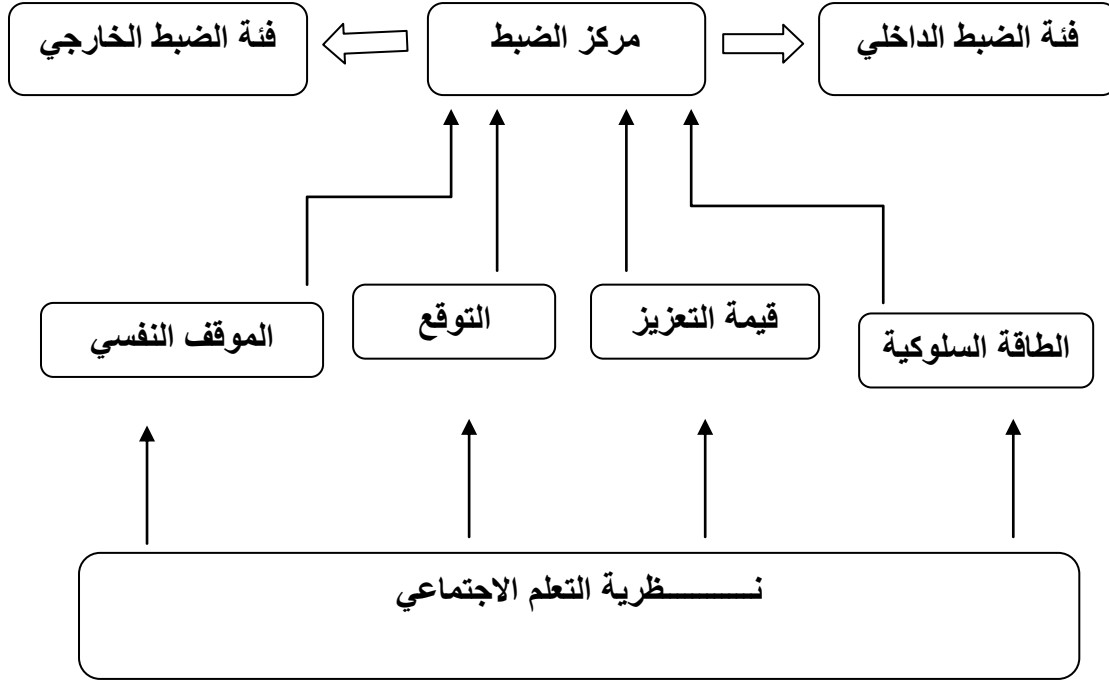 فئة الضبط الداخلي
مركز الضبط
فئة الضبط الخارجي
الطاقة السلوكية
قيمة التعزيز
التوقع
الموقف النفسي
نـــــــــظرية التعلم الاجتماعي